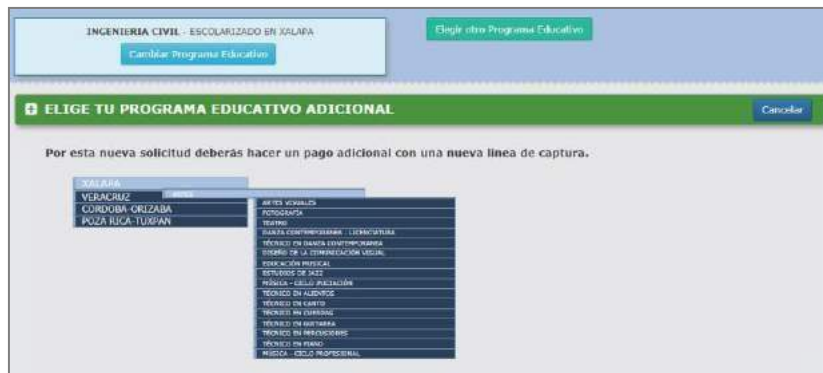 INGENIERIA CIVIL - ESCOLARIZADO EN XALAPA
Cambiar Programa Educativo
Elegir otro Programa Educativo
ELIGE TU PROGRAMA EDUCATIVO ADICIONAL
Cancelar
Por esta nueva solicitud deberás hacer un pago adicional con una nueva línea de captura.
XALAPA
VERACRUZ
CORDOBA-ORIZABA
POZA RICA-TUXPAN
ARTES
ARTES VISUALES
FOTOGRAFÍA
TEATRO
DANZA CONTEMPORANEA - LICENCIATURA
TÉCNICO EN DANZA CONTEMPORANEA
DISEÑO DE LA COMUNICACIÓN VISUAL
EDUCACIÓN MUSICAL
ESTUDIOS DE JAZZ
MÚSICA - CICLO INICIACIÓN
TÉCNICO EN ALIENTOS
TÉCNICO EN CANTO
TÉCNICO EN CUERDAS
TÉCNICO EN GUITARRA
TÉCNICO EN PERCUSIONES
TÉCNICO EN PIANO
MÚSICA - CICLO PROFESIONAL